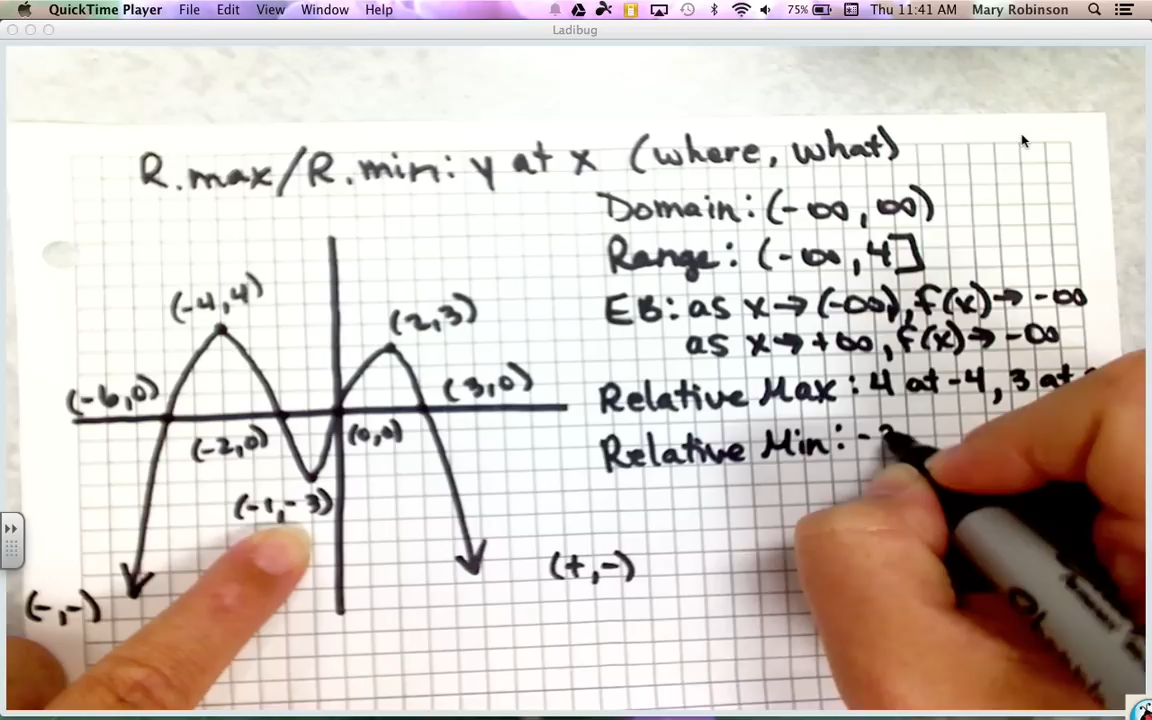 QuickTime Player File Edit View Window Help 75% Thu 11:41 AM Mary Robinson
Ladibug
R.max/R.min: y at x (where, what)
Domain: (-∞, ∞)
Range: (-∞, 4]
EB: as x→(-∞), f(x)→ -∞
as x→+∞, f(x)→ -∞
Relative Max: 4 at -4, 3 at
Relative Min: -
(-4,4)
(2,3)
(-6,0)
(3,0)
(-2,0)
(0,0)
(-1,-3)
(+,-)
(-,-)